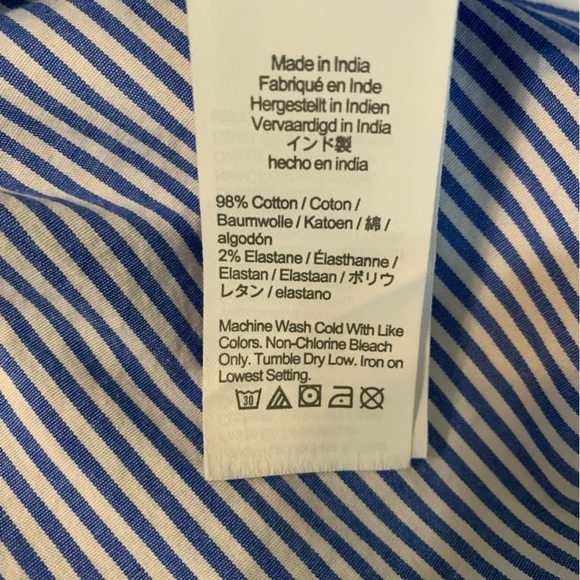 Made in India
Fabriqué en Inde
Hergestellt in Indien
Vervaardigd in India
インド製
hecho en india
98% Cotton / Coton /
Baumwolle / Katoen / 綿 /
algodón
2% Elastane / Élasthanne /
Elastan / Elastaan / ポリウ
レタン / elastano
Machine Wash Cold With Like
Colors. Non-Chlorine Bleach
Only. Tumble Dry Low. Iron on
Lowest Setting.
30